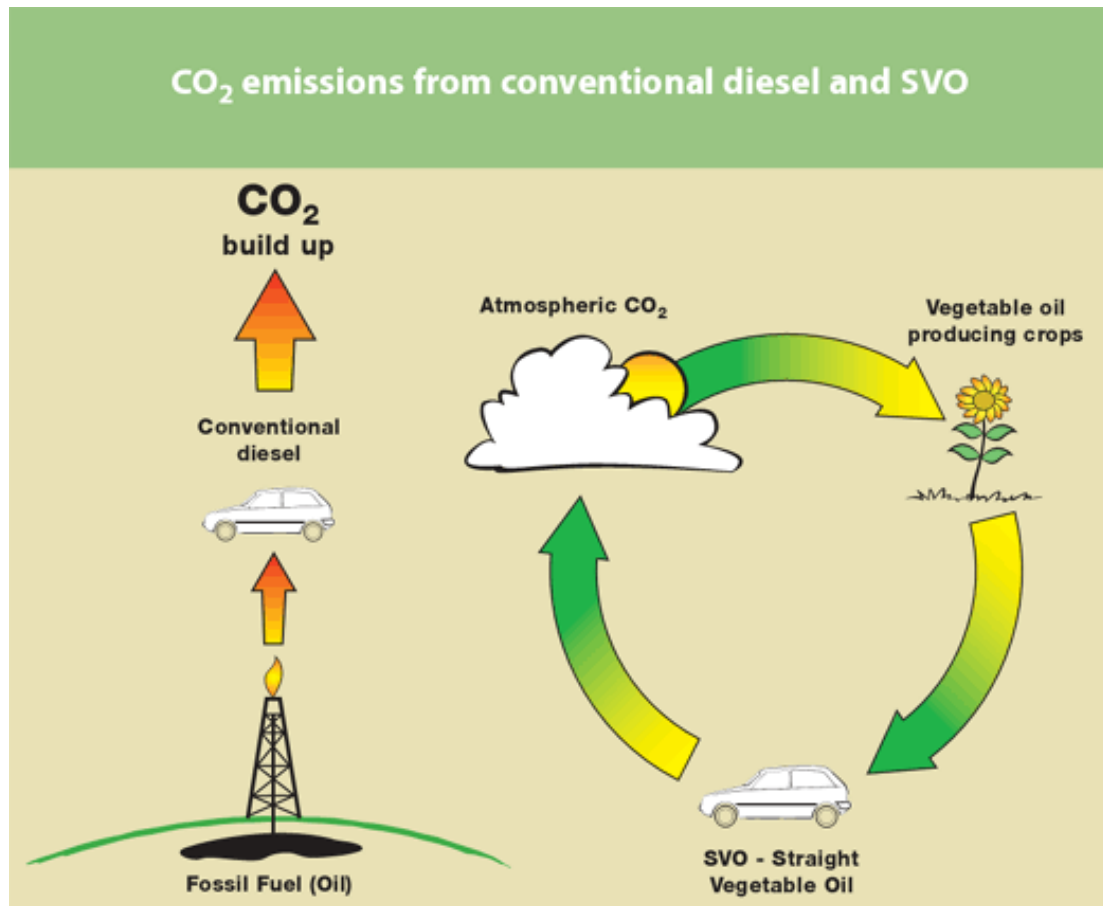 CO₂ emissions from conventional diesel and SVO
CO₂
build up
Conventional
diesel
Fossil Fuel (Oil)
Atmospheric CO₂
Vegetable oil
producing crops
SVO - Straight
Vegetable Oil